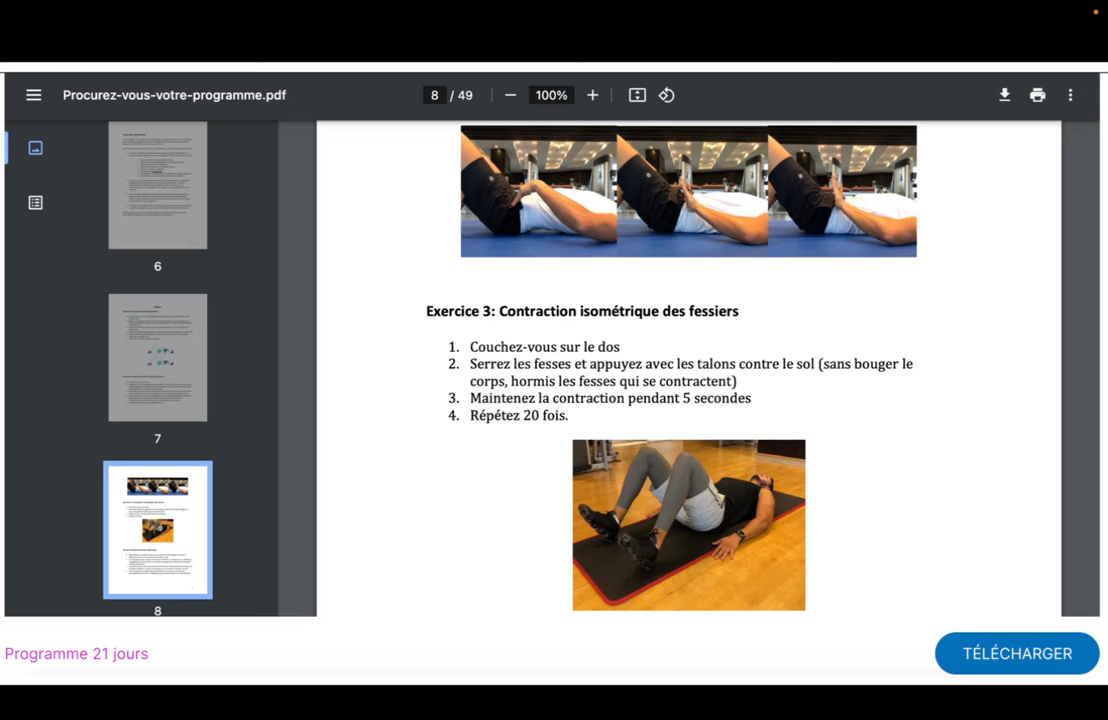 Procurez-vous-votre-programme.pdf
8 / 49
100%
6
7
8
Exercice 3: Contraction isométrique des fessiers
1. Couchez-vous sur le dos
2. Serrez les fesses et appuyez avec les talons contre le sol (sans bouger le
corps, hormis les fesses qui se contractent)
3. Maintenez la contraction pendant 5 secondes
4. Répétez 20 fois.
Programme 21 jours
TÉLÉCHARGER